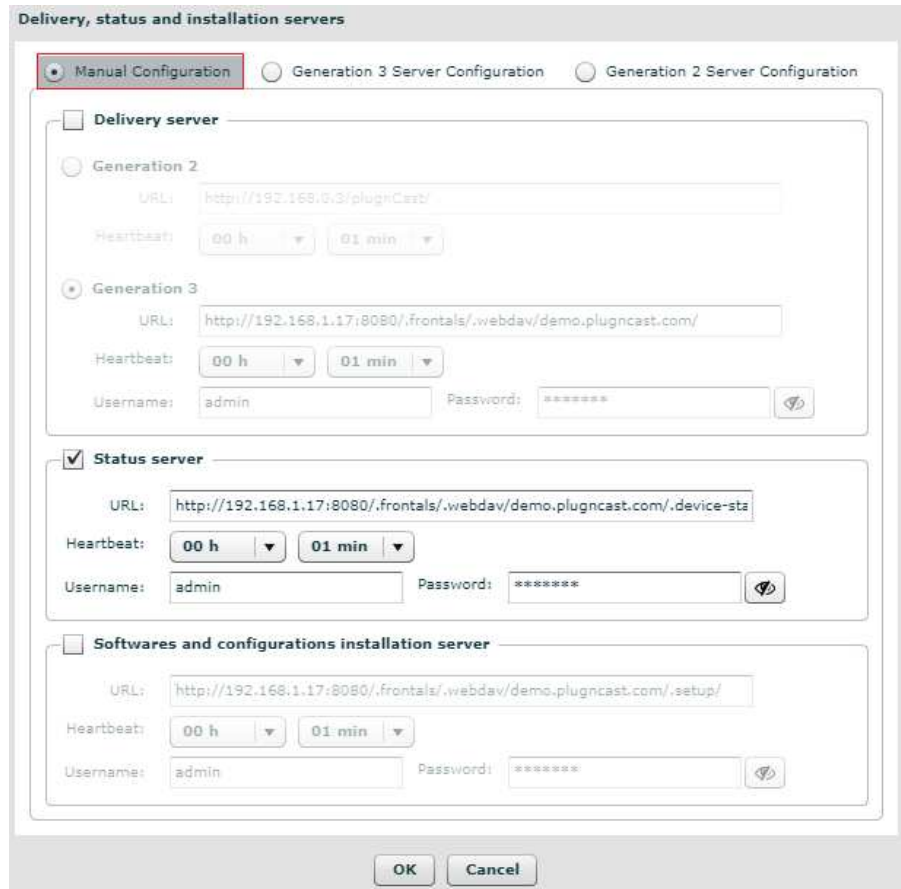 Delivery, status and installation servers
Manual Configuration Generation 3 Server Configuration Generation 2 Server Configuration
Delivery server
Generation 2
URL: http://192.168.0.3/plugnCast/
Heartbeat: 00 h 01 min
Generation 3
URL: http://192.168.1.17:8080/.frontals/.webdav/demo.plugncast.com/
Heartbeat: 00 h 01 min
Username: admin Password: *******
Status server
URL: http://192.168.1.17:8080/.frontals/.webdav/demo.plugncast.com/.device-sta
Heartbeat: 00 h 01 min
Username: admin Password: *******
Softwares and configurations installation server
URL: http://192.168.1.17:8080/.frontals/.webdav/demo.plugncast.com/.setup/
Heartbeat: 00 h 01 min
Username: admin Password: *******
OK Cancel